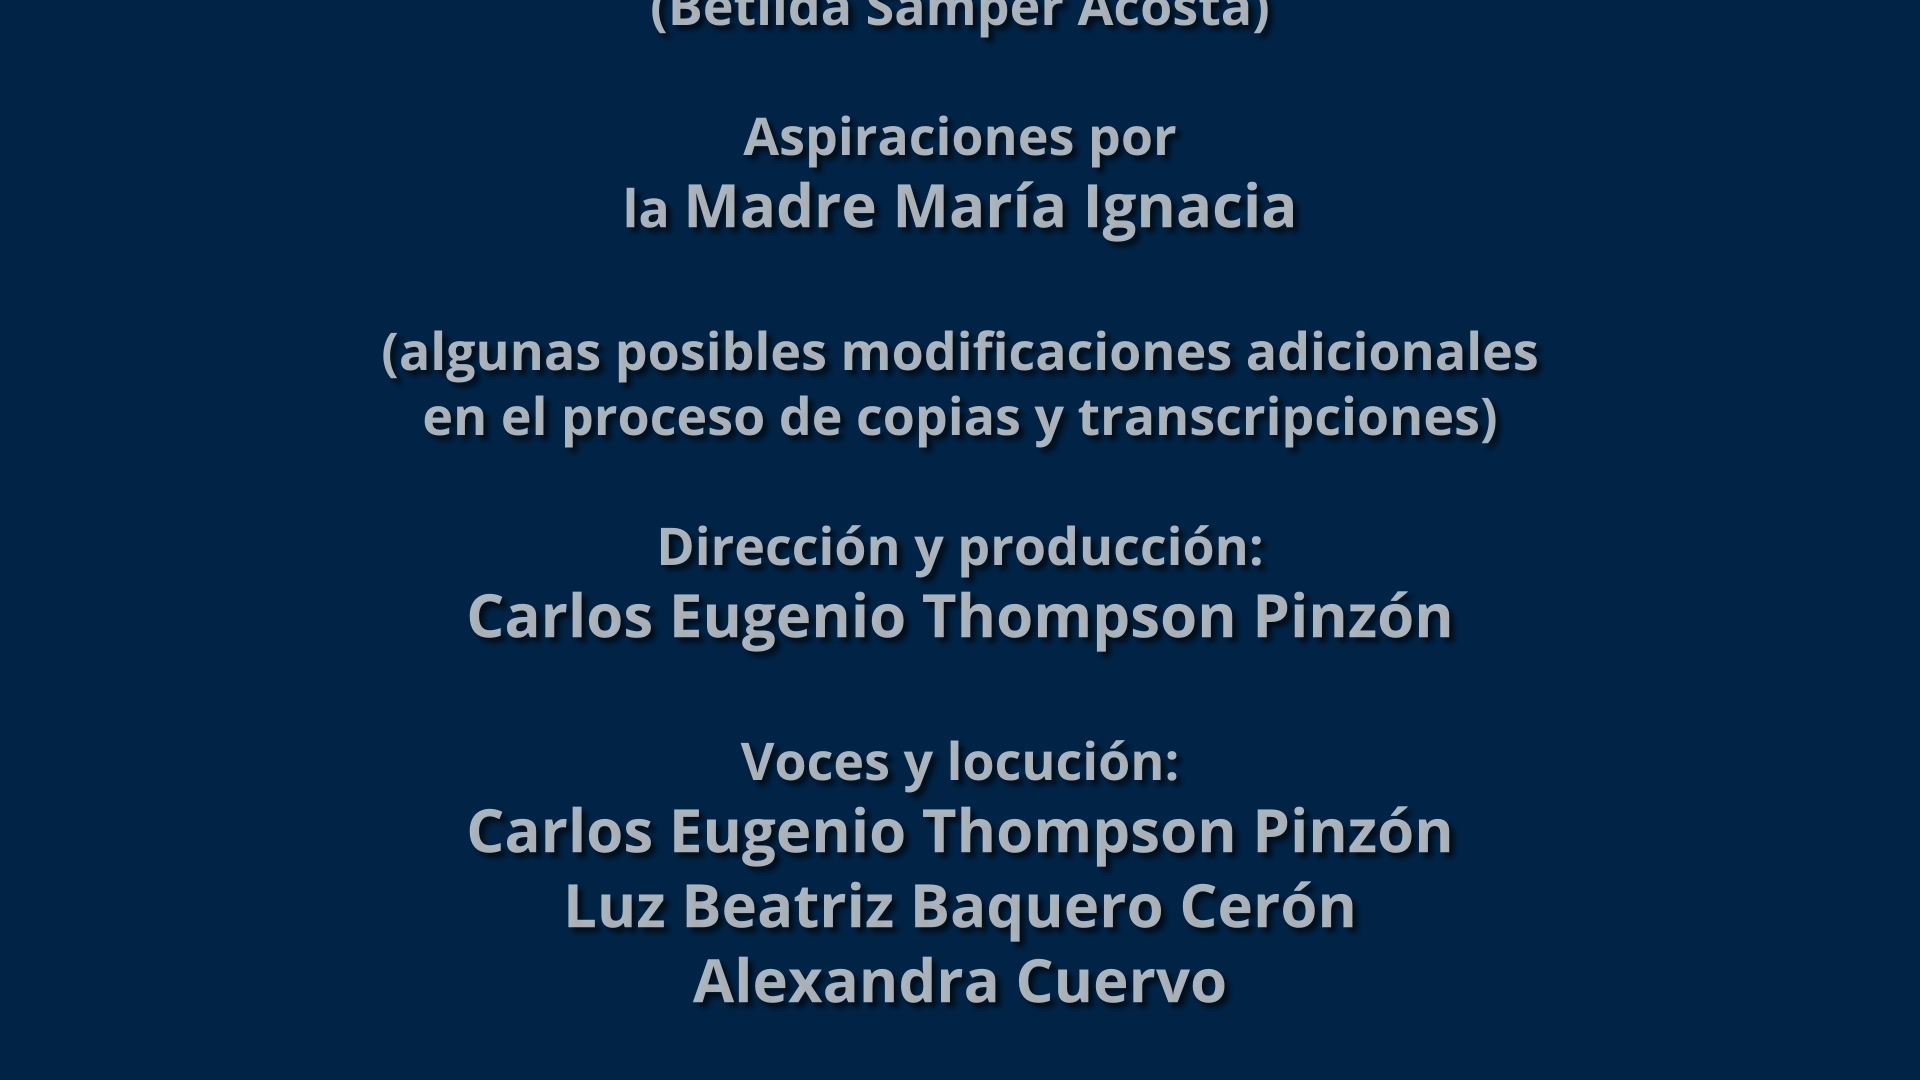 (Betilda Samper Acosta)
Aspiraciones por
la Madre María Ignacia
(algunas posibles modificaciones adicionales
en el proceso de copias y transcripciones)
Dirección y producción:
Carlos Eugenio Thompson Pinzón
Voces y locución:
Carlos Eugenio Thompson Pinzón
Luz Beatriz Baquero Cerón
Alexandra Cuervo